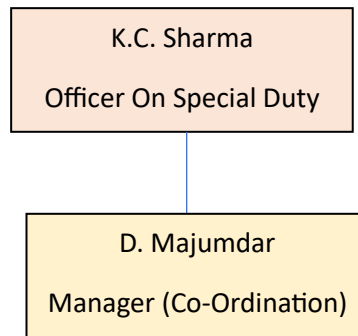 K.C. Sharma
Officer On Special Duty
D. Majumdar
Manager (Co-Ordination)